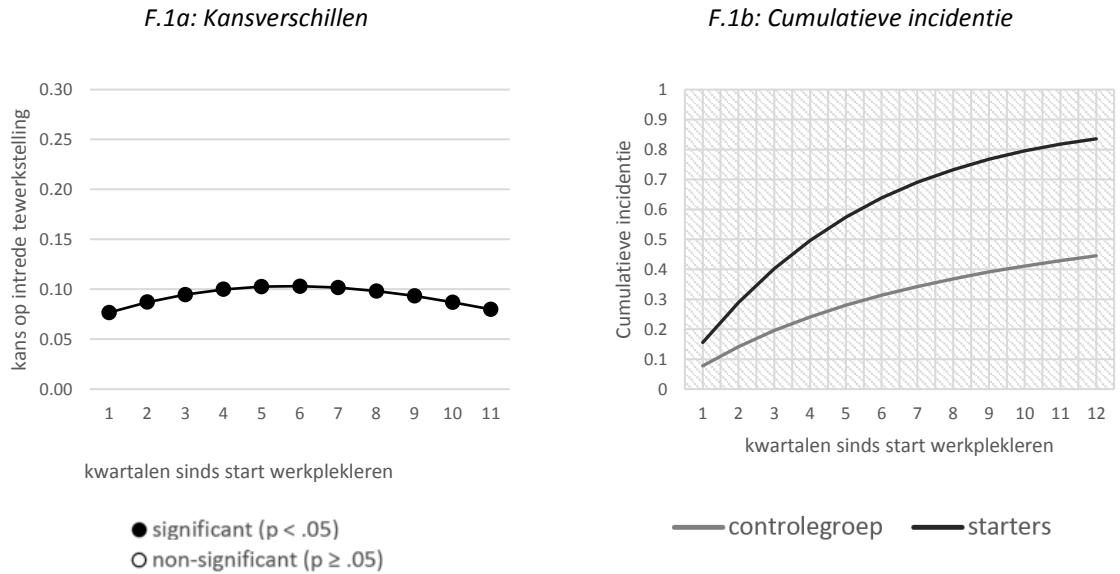 F.1a: Kansverschillen
kans op intrede tewerkstelling
0.30
0.25
0.20
0.15
0.10
0.05
0.00
1 2 3 4 5 6 7 8 9 10 11
kwartalen sinds start werkplekleren
significant (p < .05)
non-significant (p ≥ .05)
F.1b: Cumulatieve incidentie
Cumulatieve incidentie
1
0.9
0.8
0.7
0.6
0.5
0.4
0.3
0.2
0.1
0
1 2 3 4 5 6 7 8 9 10 11 12
kwartalen sinds start werkplekleren
controlegroep starters